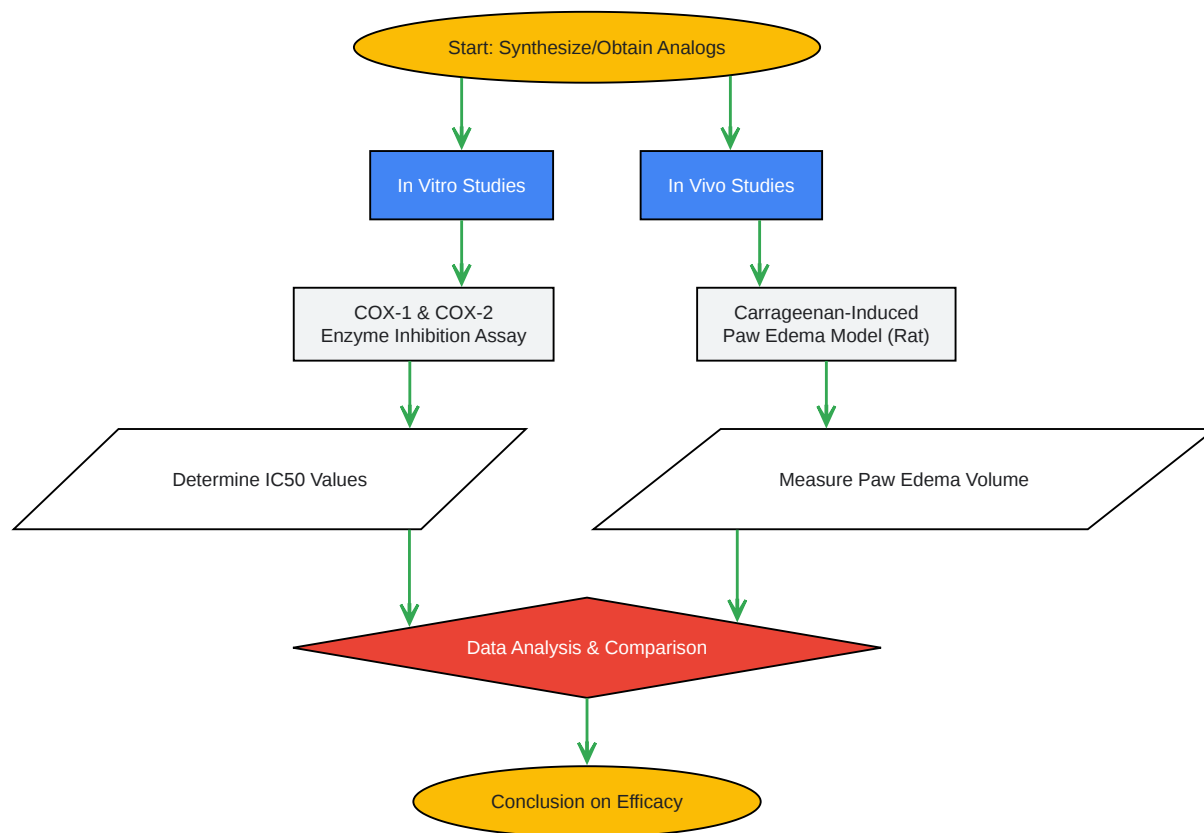 Start: Synthesize/Obtain Analogs
In Vitro Studies
In Vivo Studies
COX-1 & COX-2
Enzyme Inhibition Assay
Carrageenan-Induced
Paw Edema Model (Rat)
Determine IC50 Values
Measure Paw Edema Volume
Data Analysis & Comparison
Conclusion on Efficacy